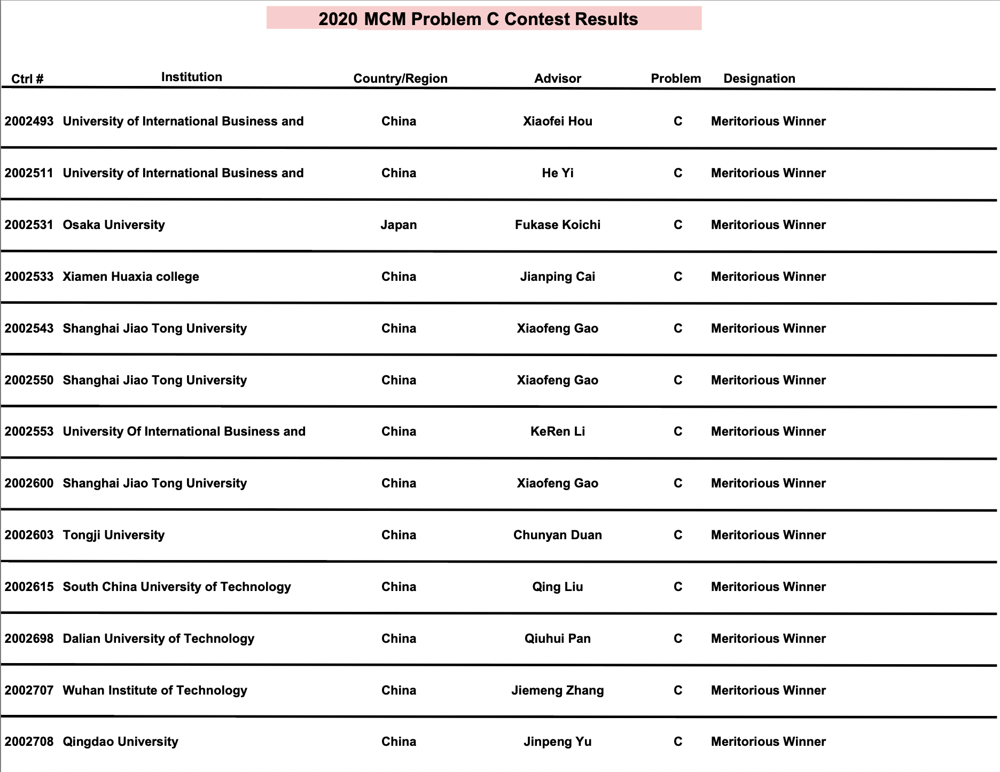 2020 MCM Problem C Contest Results
Ctrl # Institution Country/Region Advisor Problem Designation
2002493 University of International Business and China Xiaofei Hou C Meritorious Winner
2002511 University of International Business and China He Yi C Meritorious Winner
2002531 Osaka University Japan Fukase Koichi C Meritorious Winner
2002533 Xiamen Huaxia college China Jianping Cai C Meritorious Winner
2002543 Shanghai Jiao Tong University China Xiaofeng Gao C Meritorious Winner
2002550 Shanghai Jiao Tong University China Xiaofeng Gao C Meritorious Winner
2002553 University Of International Business and China KeRen Li C Meritorious Winner
2002600 Shanghai Jiao Tong University China Xiaofeng Gao C Meritorious Winner
2002603 Tongji University China Chunyan Duan C Meritorious Winner
2002615 South China University of Technology China Qing Liu C Meritorious Winner
2002698 Dalian University of Technology China Qiuhui Pan C Meritorious Winner
2002707 Wuhan Institute of Technology China Jiemeng Zhang C Meritorious Winner
2002708 Qingdao University China Jinpeng Yu C Meritorious Winner